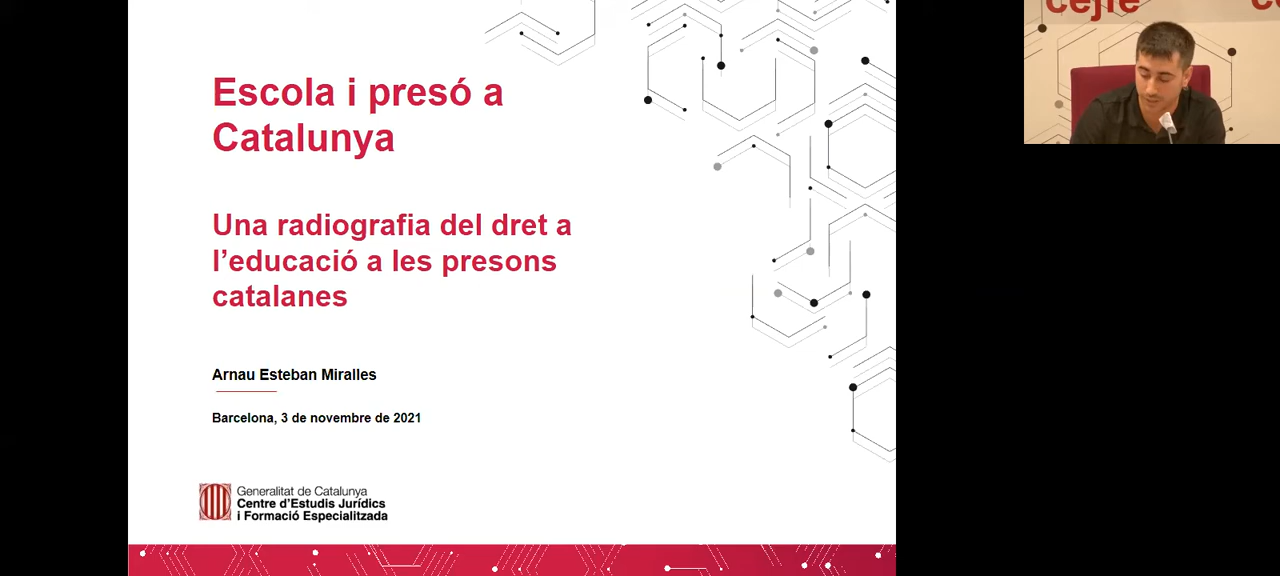 Escola i presó a
Catalunya
Una radiografia del dret a
l’educació a les presons
catalanes
Arnau Esteban Miralles
Barcelona, 3 de novembre de 2021
Generalitat de Catalunya
Centre d’Estudis Jurídics
i Formació Especialitzada
cejfe